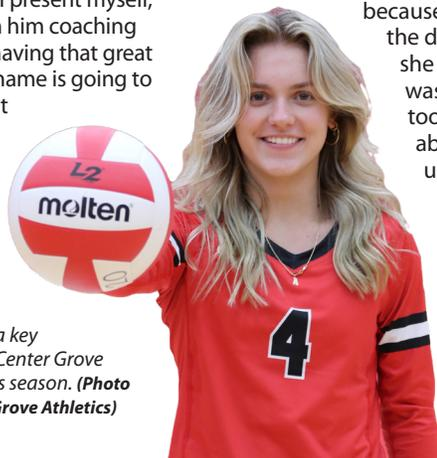 present myself,
him coaching
having that great
name is going to
t
because
the d
she
was
too
ab
u
L2
molten
4
a key
Center Grove
s season. (Photo
Grove Athletics)